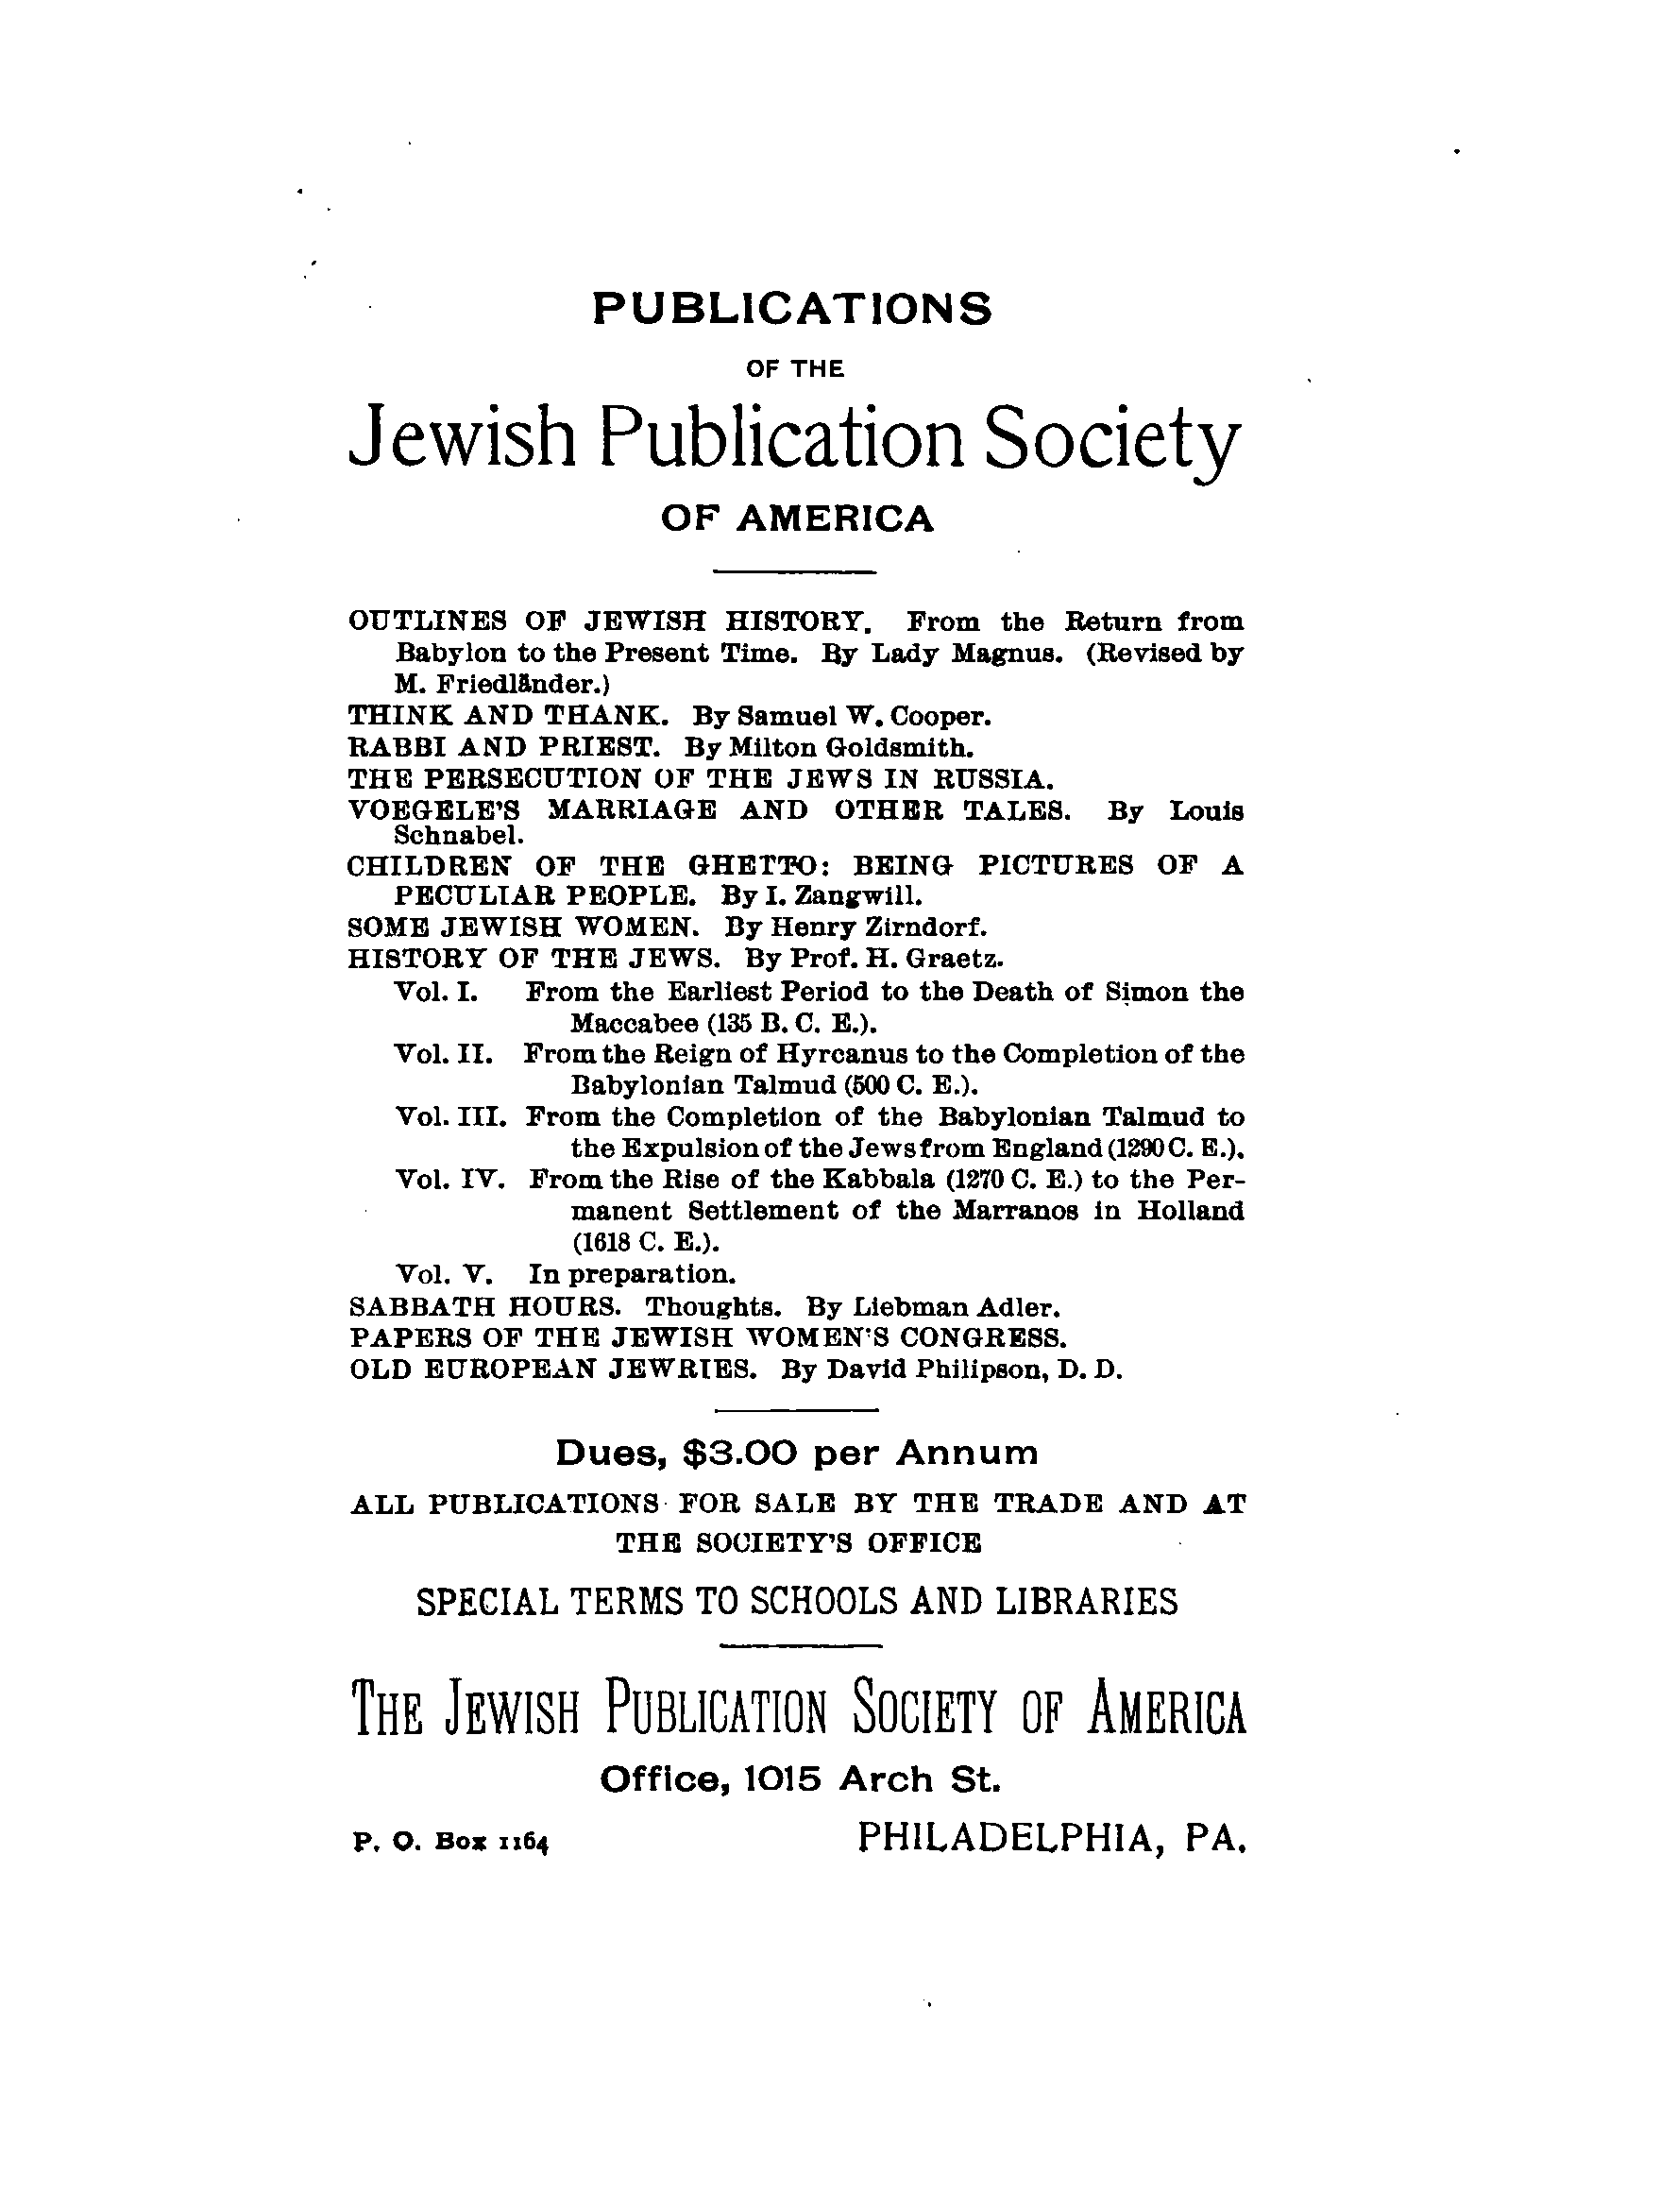 PUBLICATIONS
OF THE
Jewish Publication Society
OF AMERICA
OUTLINES OF JEWISH HISTORY. From the Return from
Babylon to the Present Time. By Lady Magnus. (Revised by
M. Friedländer.)
THINK AND THANK. By Samuel W. Cooper.
RABBI AND PRIEST. By Milton Goldsmith.
THE PERSECUTION OF THE JEWS IN RUSSIA.
VOEGELE'S MARRIAGE AND OTHER TALES. By Louis
Schnabel.
CHILDREN OF THE GHETTO: BEING PICTURES OF A
PECULIAR PEOPLE. By I. Zangwill.
SOME JEWISH WOMEN. By Henry Zirndorf.
HISTORY OF THE JEWS. By Prof. H. Graetz.
Vol. I. From the Earliest Period to the Death of Simon the
Maccabee (135 B. C. E.).
Vol. II. From the Reign of Hyrcanus to the Completion of the
Babylonian Talmud (500 C. E.).
Vol. III. From the Completion of the Babylonian Talmud to
the Expulsion of the Jews from England (1290 C. E.).
Vol. IV. From the Rise of the Kabbala (1270 C. E.) to the Per-
manent Settlement of the Marranos in Holland
(1618 C. E.).
Vol. V. In preparation.
SABBATH HOURS. Thoughts. By Liebman Adler.
PAPERS OF THE JEWISH WOMEN'S CONGRESS.
OLD EUROPEAN JEWRIES. By David Philipson, D. D.
Dues, $3.00 per Annum
ALL PUBLICATIONS FOR SALE BY THE TRADE AND AT
THE SOCIETY'S OFFICE
SPECIAL TERMS TO SCHOOLS AND LIBRARIES
THE JEWISH PUBLICATION SOCIETY OF AMERICA
Office, 1015 Arch St.
P. O. Box 1164 PHILADELPHIA, PA.